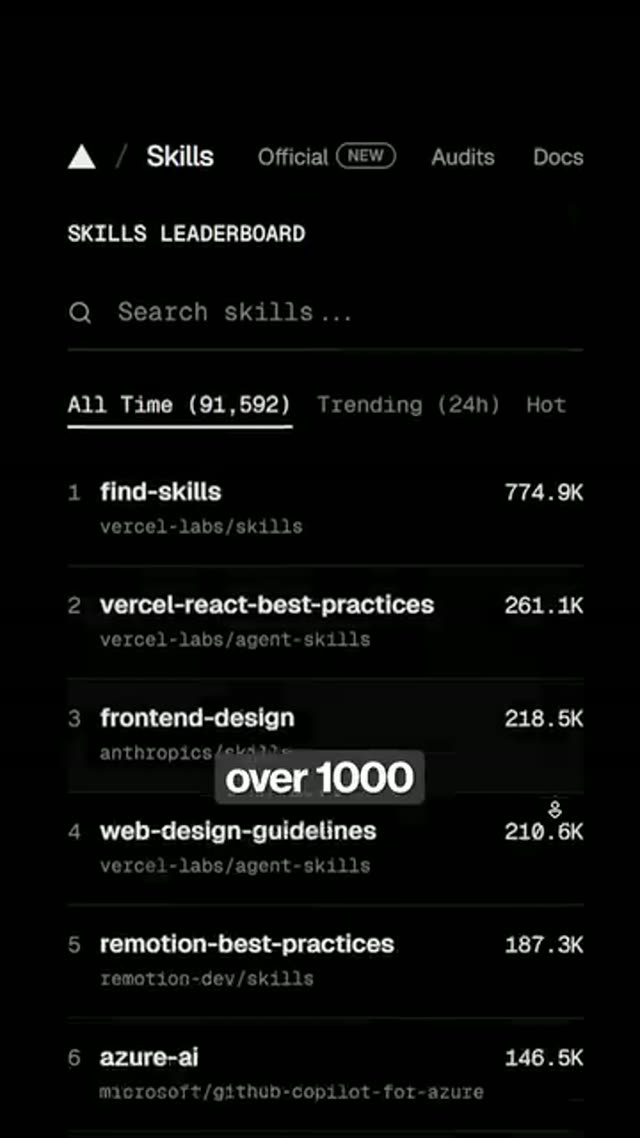 / Skills Official NEW Audits Docs
SKILLS LEADERBOARD
Search skills...
All Time (91,592) Trending (24h) Hot
1 find-skills 774.9K
vercel-labs/skills
2 vercel-react-best-practices 261.1K
vercel-labs/agent-skills
3 frontend-design 218.5K
anthropics/skills
over 1000
4 web-design-guidelines 210.6K
vercel-labs/agent-skills
5 remotion-best-practices 187.3K
remotion-dev/skills
6 azure-ai 146.5K
microsoft/github-copilot-for-azure